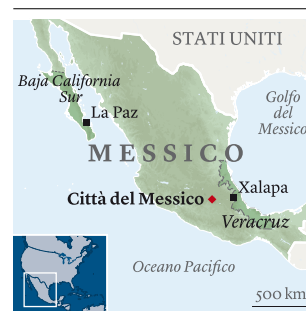 STATI UNITI
Baja California
Sur
La Paz
Golfo
del
Messico
MESSICO
Città del Messico
Xalapa
Veracruz
Oceano Pacifico
500 km